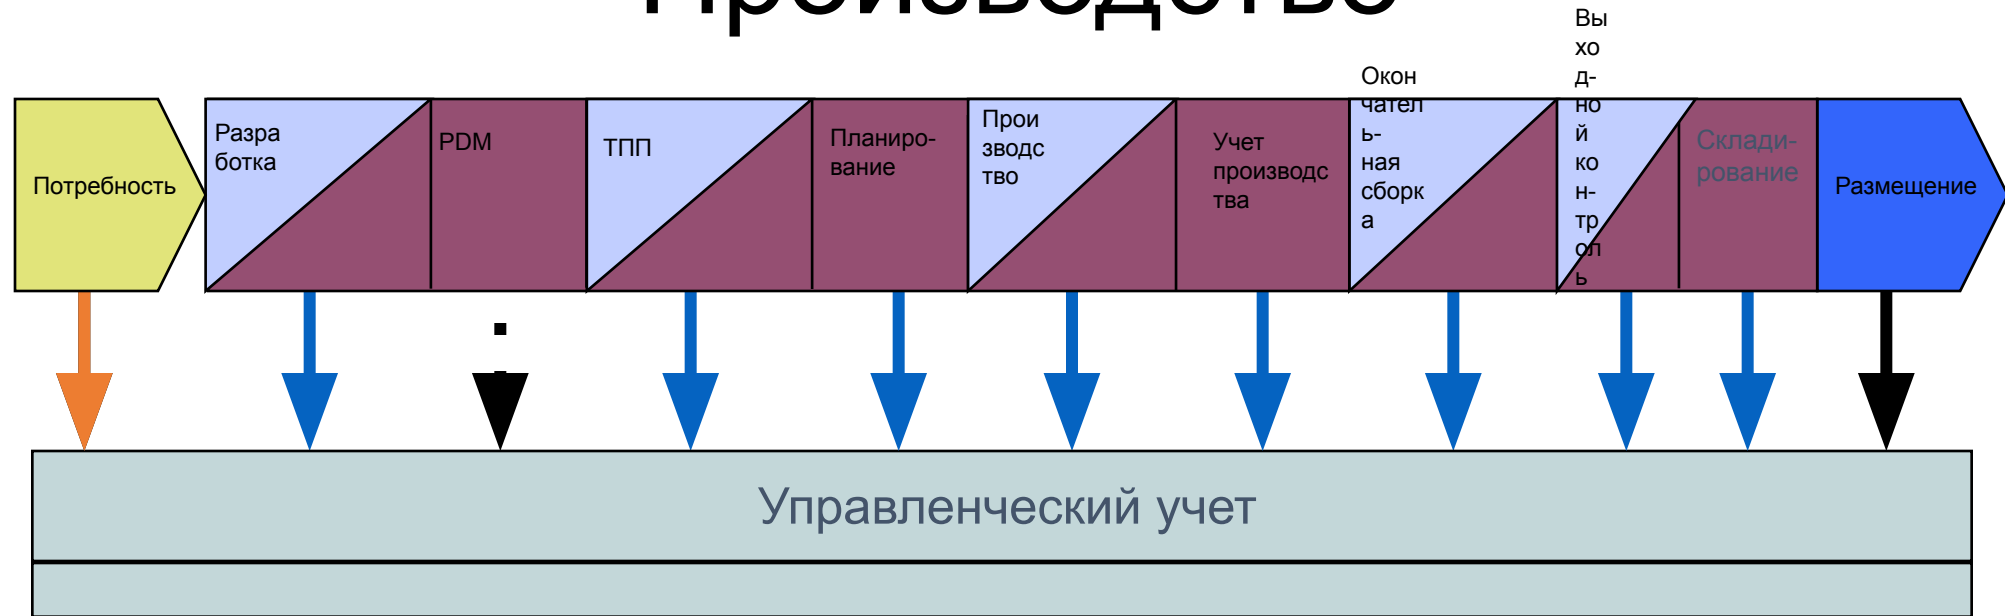 Производство
Потребность
Разра
ботка
PDM
ТПП
Планиро-
вание
Прои
зводс
тво
Учет
производс
тва
Окон
чател
ь-
ная
сборк
а
Вы
хо
д-
но
й
ко
н-
тр
ол
ь
Склади-
рование
Размещение
Управленческий учет